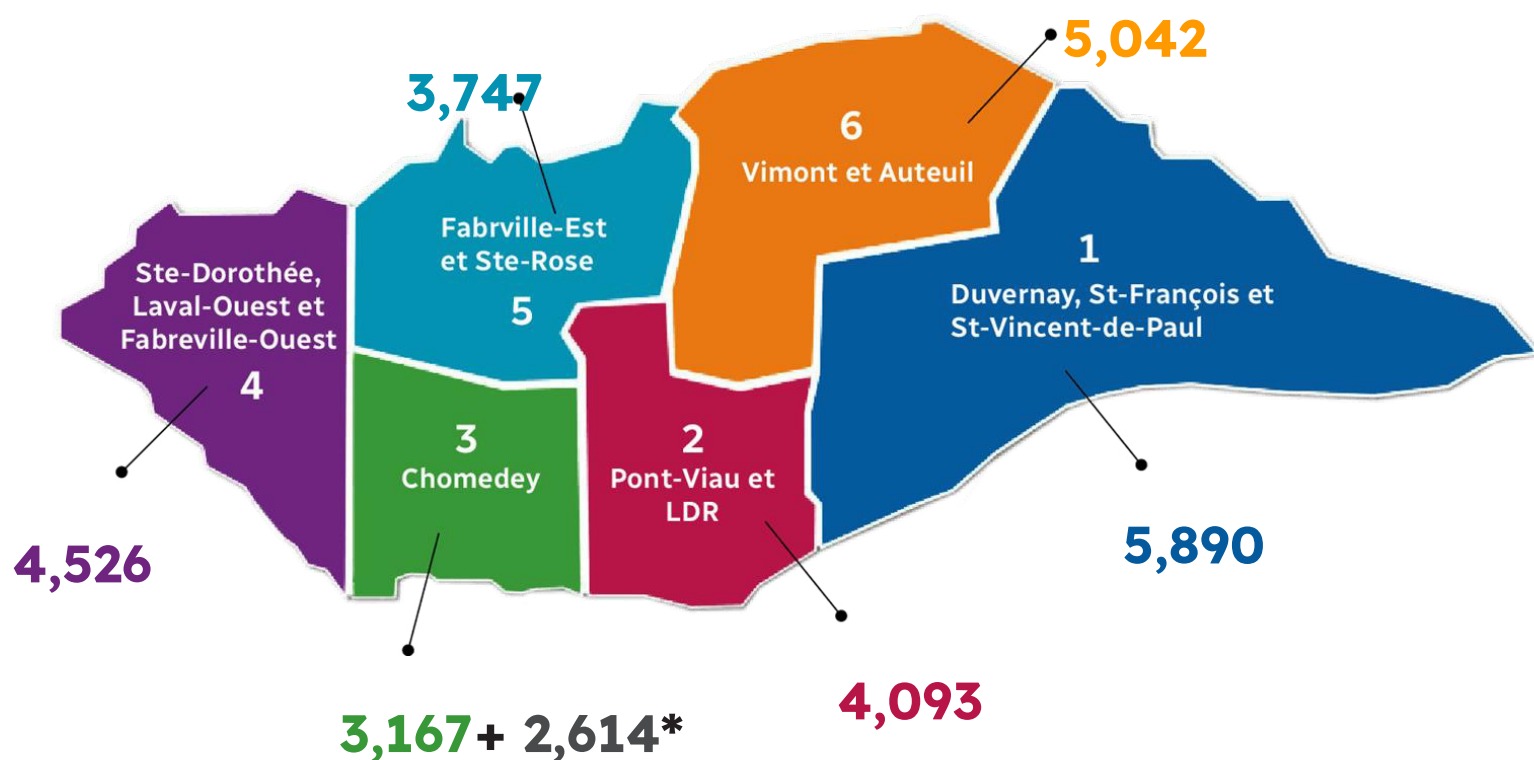 5,042
3,747
6
Vimont et Auteuil
Fabrville-Est
et Ste-Rose
5
1
Duvernay, St-François et
St-Vincent-de-Paul
Ste-Dorothée,
Laval-Ouest et
Fabreville-Ouest
4
3
Chomedey
2
Pont-Viau et
LDR
5,890
4,526
4,093
3,167+ 2,614*